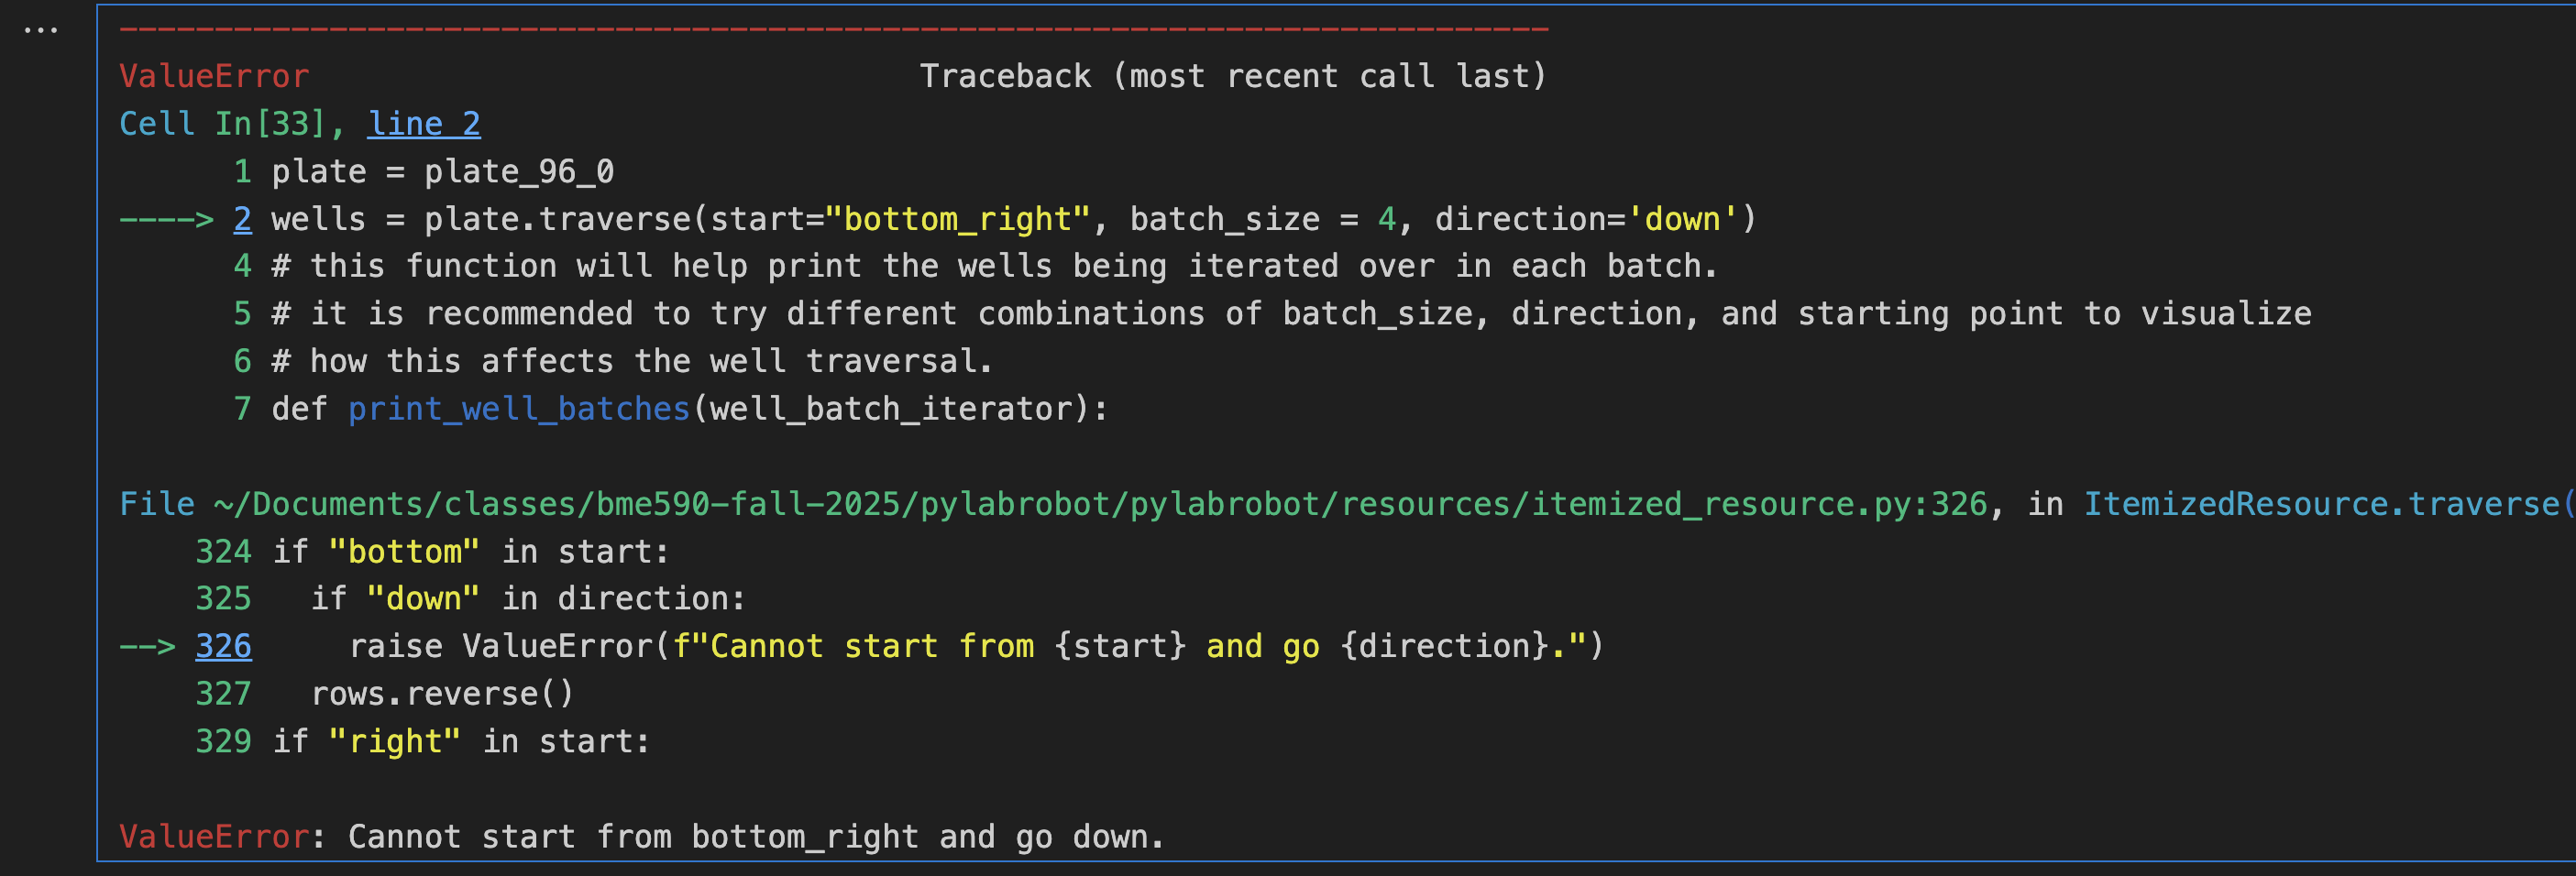 ...
--------------------------------------------------------------------------- 
ValueError                                Traceback (most recent call last)
Cell In[33], line 2
      1 plate = plate_96_0
----> 2 wells = plate.traverse(start="bottom_right", batch_size = 4, direction='down')
      4 # this function will help print the wells being iterated over in each batch.
      5 # it is recommended to try different combinations of batch_size, direction, and starting point to visualize
      6 # how this affects the well traversal.
      7 def print_well_batches(well_batch_iterator):
File ~/Documents/classes/bme590-fall-2025/pylabrobot/pylabrobot/resources/itemized_resource.py:326, in ItemizedResource.traverse(
    324 if "bottom" in start:
    325   if "down" in direction:
--> 326     raise ValueError(f"Cannot start from {start} and go {direction}.")
    327   rows.reverse()
    329 if "right" in start:
ValueError: Cannot start from bottom_right and go down.